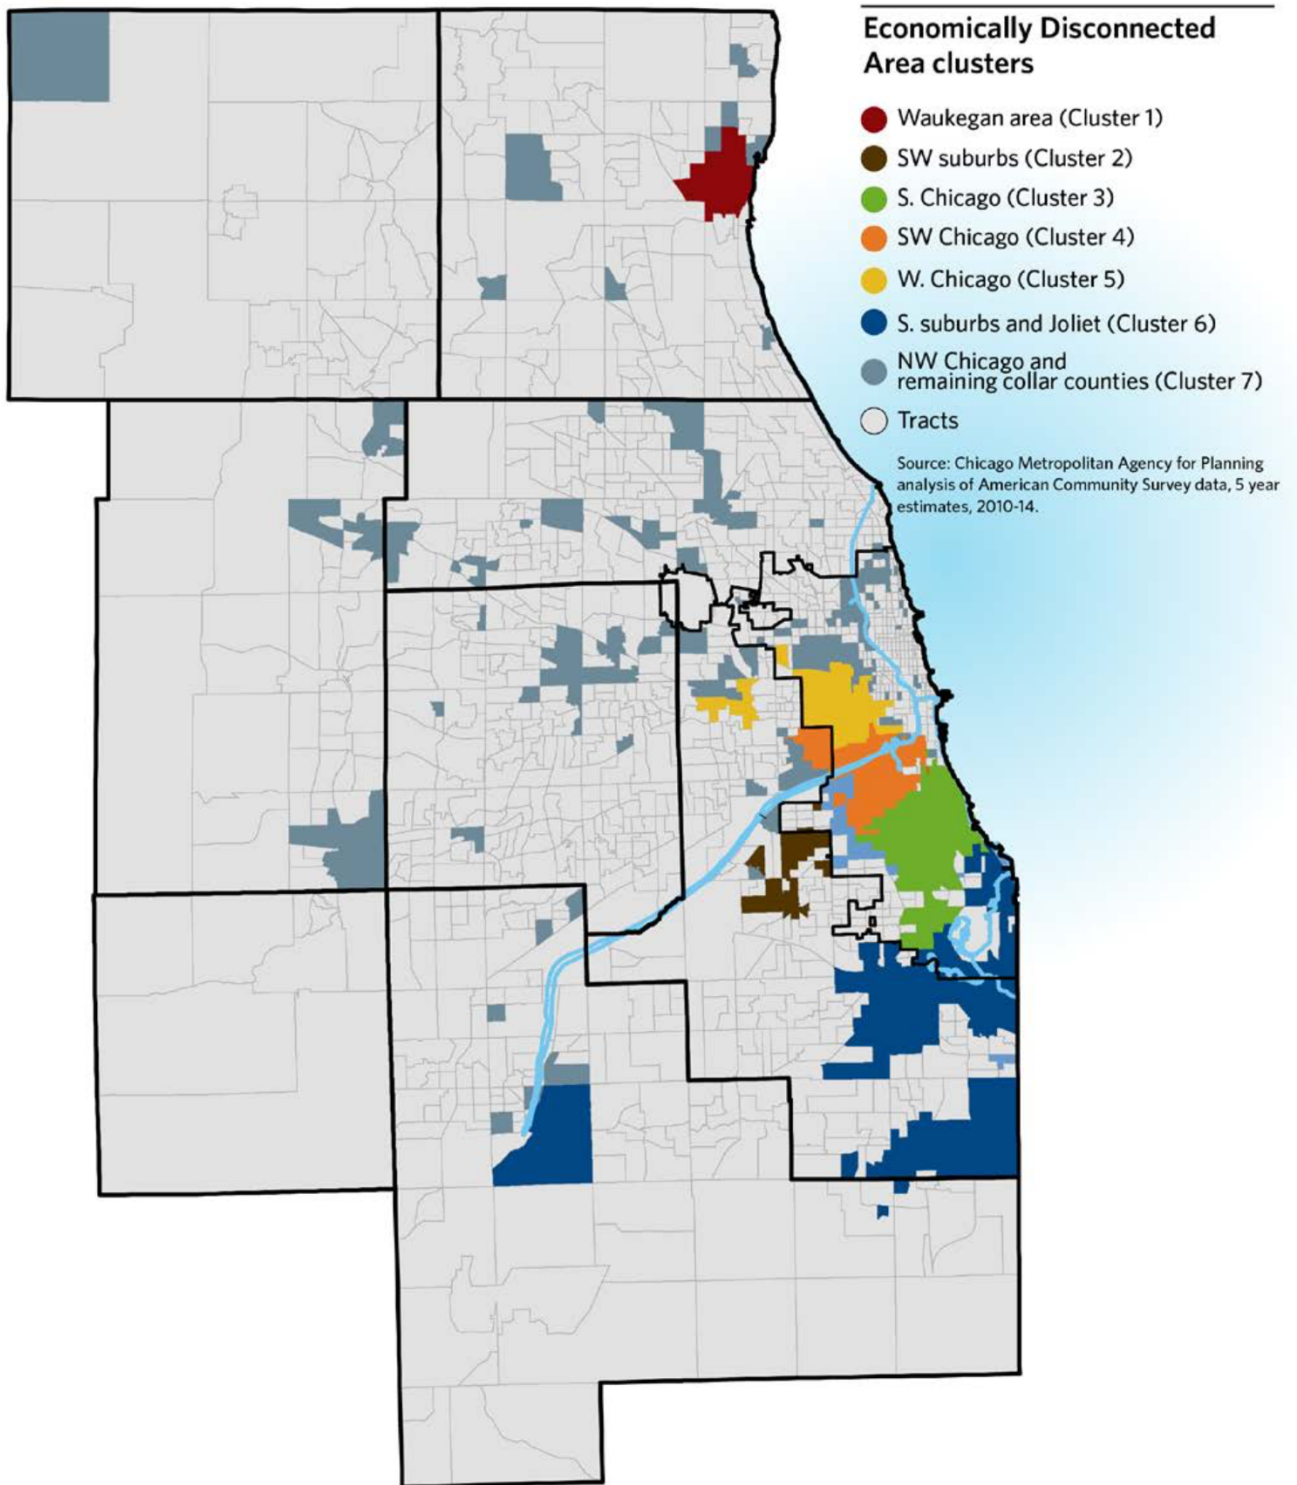 Economically Disconnected
Area clusters
Waukegan area (Cluster 1)
SW suburbs (Cluster 2)
S. Chicago (Cluster 3)
SW Chicago (Cluster 4)
W. Chicago (Cluster 5)
S. suburbs and Joliet (Cluster 6)
NW Chicago and
remaining collar counties (Cluster 7)
Tracts
Source: Chicago Metropolitan Agency for Planning
analysis of American Community Survey data, 5 year
estimates, 2010-14.